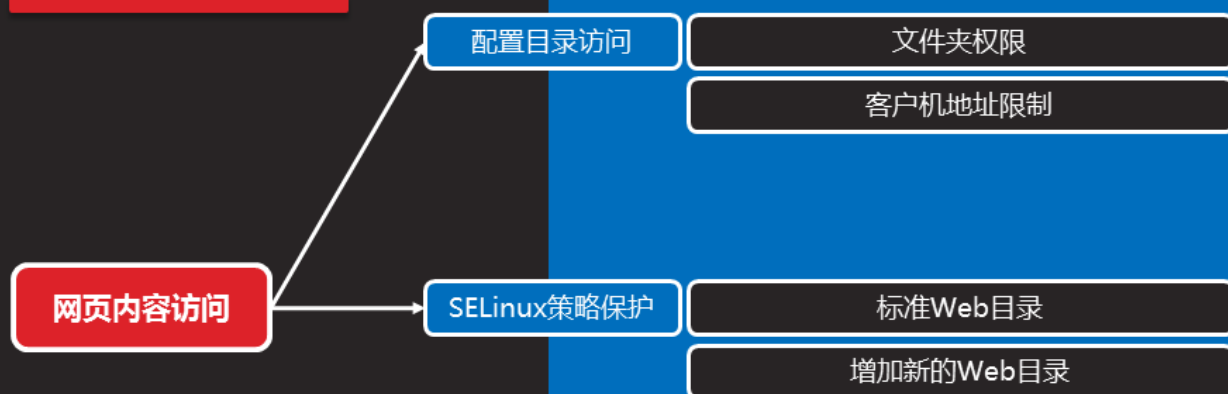 配置目录访问
文件夹权限
客户机地址限制
网页内容访问
SELinux策略保护
标准Web目录
增加新的Web目录